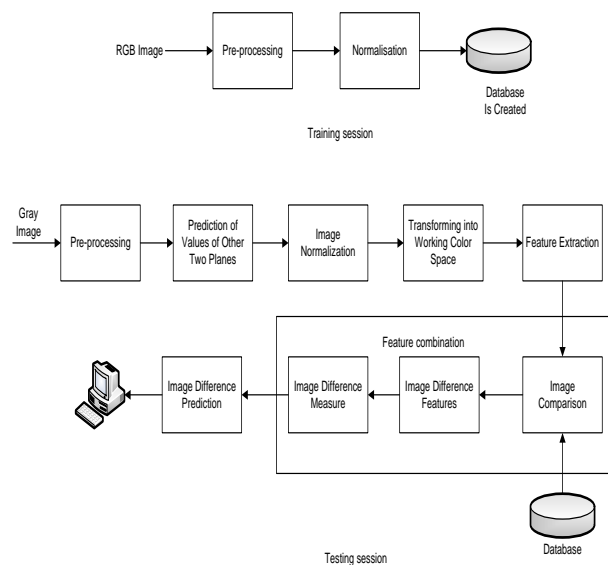 RGB Image
Pre-processing
Normalisation
Database
Is Created
Training session
Gray
Image
Pre-processing
Prediction of
Values of Other
Two Planes
Image
Normalization
Transforming into
Working Color
Space
Feature Extraction
Feature combination
Image Difference
Prediction
Image Difference
Measure
Image Difference
Features
Image
Comparison
Database
Testing session